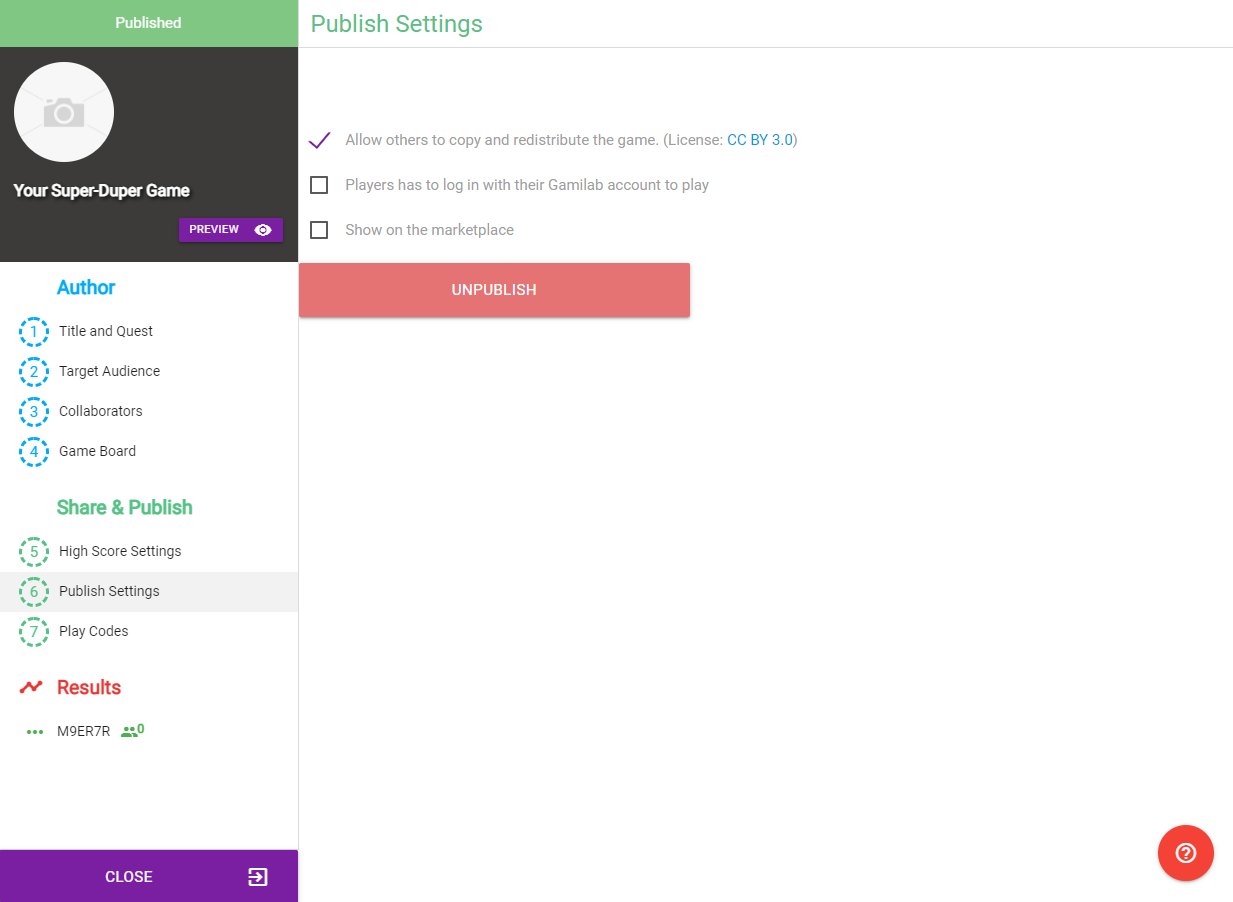 Published
Your Super-Duper Game
PREVIEW
Author
1 Title and Quest
2 Target Audience
3 Collaborators
4 Game Board
Share & Publish
5 High Score Settings
6 Publish Settings
7 Play Codes
Results
M9ER7R 0
CLOSE
Publish Settings
Allow others to copy and redistribute the game. (License: CC BY 3.0)
Players has to log in with their Gamilab account to play
Show on the marketplace
UNPUBLISH